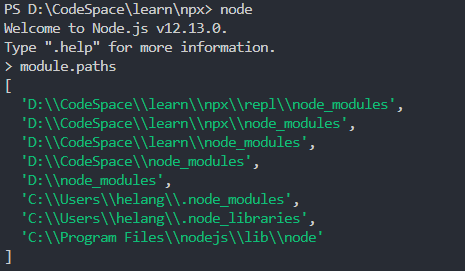 PS D:\CodeSpace\learn\npx> node
Welcome to Node.js v12.13.0.
Type ".help" for more information.
> module.paths
[
  'D:\\CodeSpace\\learn\\npx\\repl\\node_modules',
  'D:\\CodeSpace\\learn\\npx\\node_modules',
  'D:\\CodeSpace\\learn\\node_modules',
  'D:\\CodeSpace\\node_modules',
  'D:\\node_modules',
  'C:\\Users\\helang\\.node_modules',
  'C:\\Users\\helang\\.node_libraries',
  'C:\\Program Files\\nodejs\\lib\\node'
]